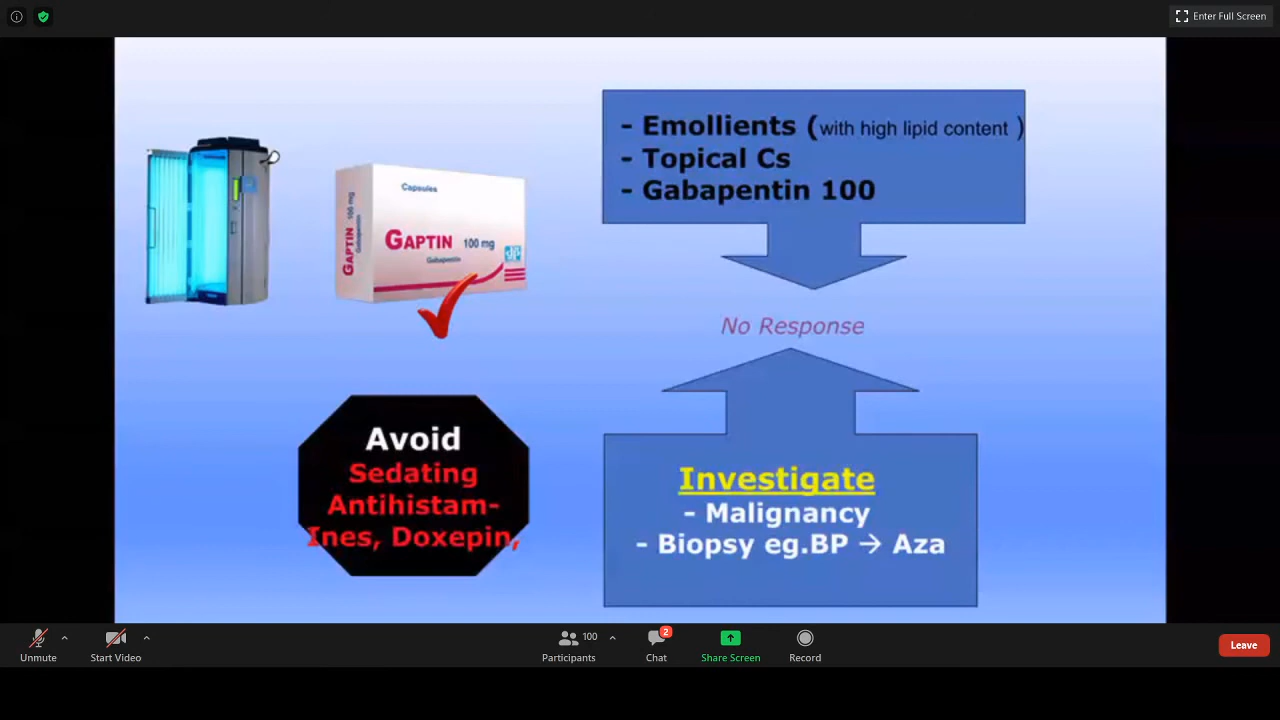 Enter Full Screen
- Emollients (with high lipid content )
- Topical Cs
- Gabapentin 100
Capsules
GAPTIN 100 mg
Gabapentin
GAPTIN 100 mg
Gabapentin
No Response
Avoid
Sedating
Antihistam-
Ines, Doxepin,
Investigate
- Malignancy
- Biopsy eg.BP → Aza
Unmute
Start Video
100
Participants
2
Chat
Share Screen
Record
Leave